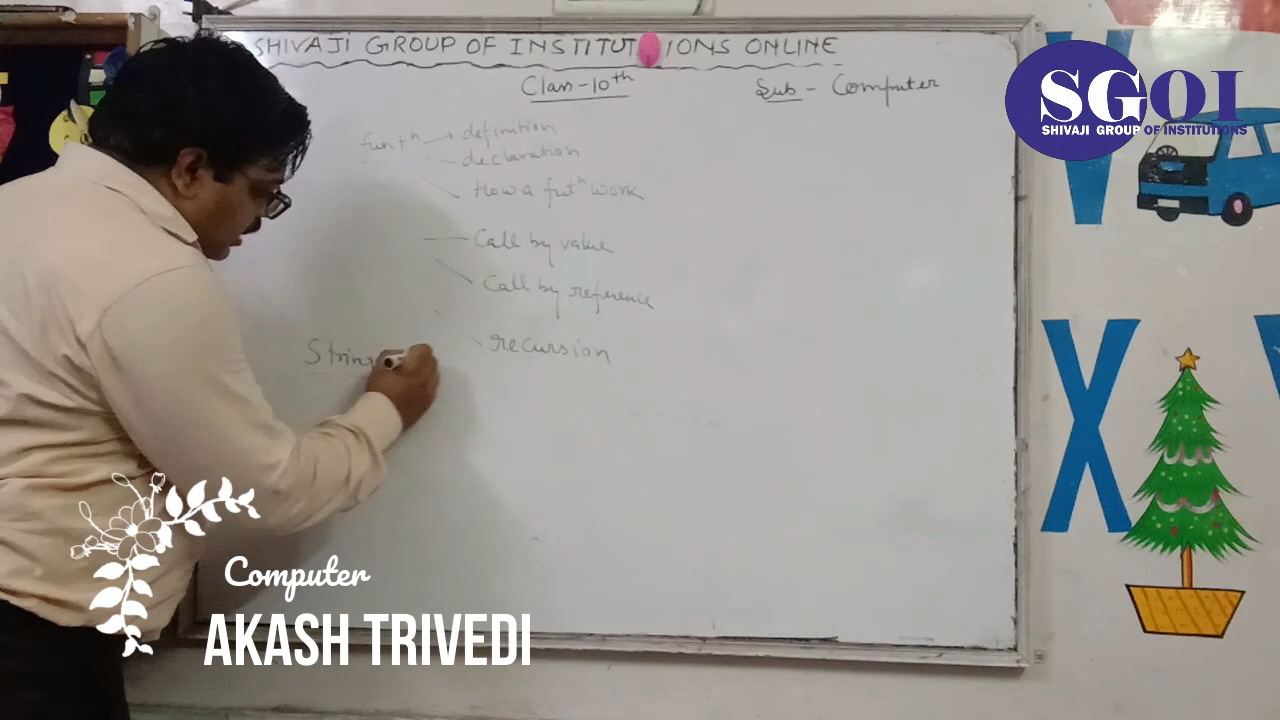 SHIVAJI GROUP OF INSTITUTIONS ONLINE
Class-10th
Sub - Computer
funtn
definition
declaration
How a futn work
Call by value
Call by reference
recursion
String
SGOI
SHIVAJI GROUP OF INSTITUTIONS
V
X
Computer
AKASH TRIVEDI